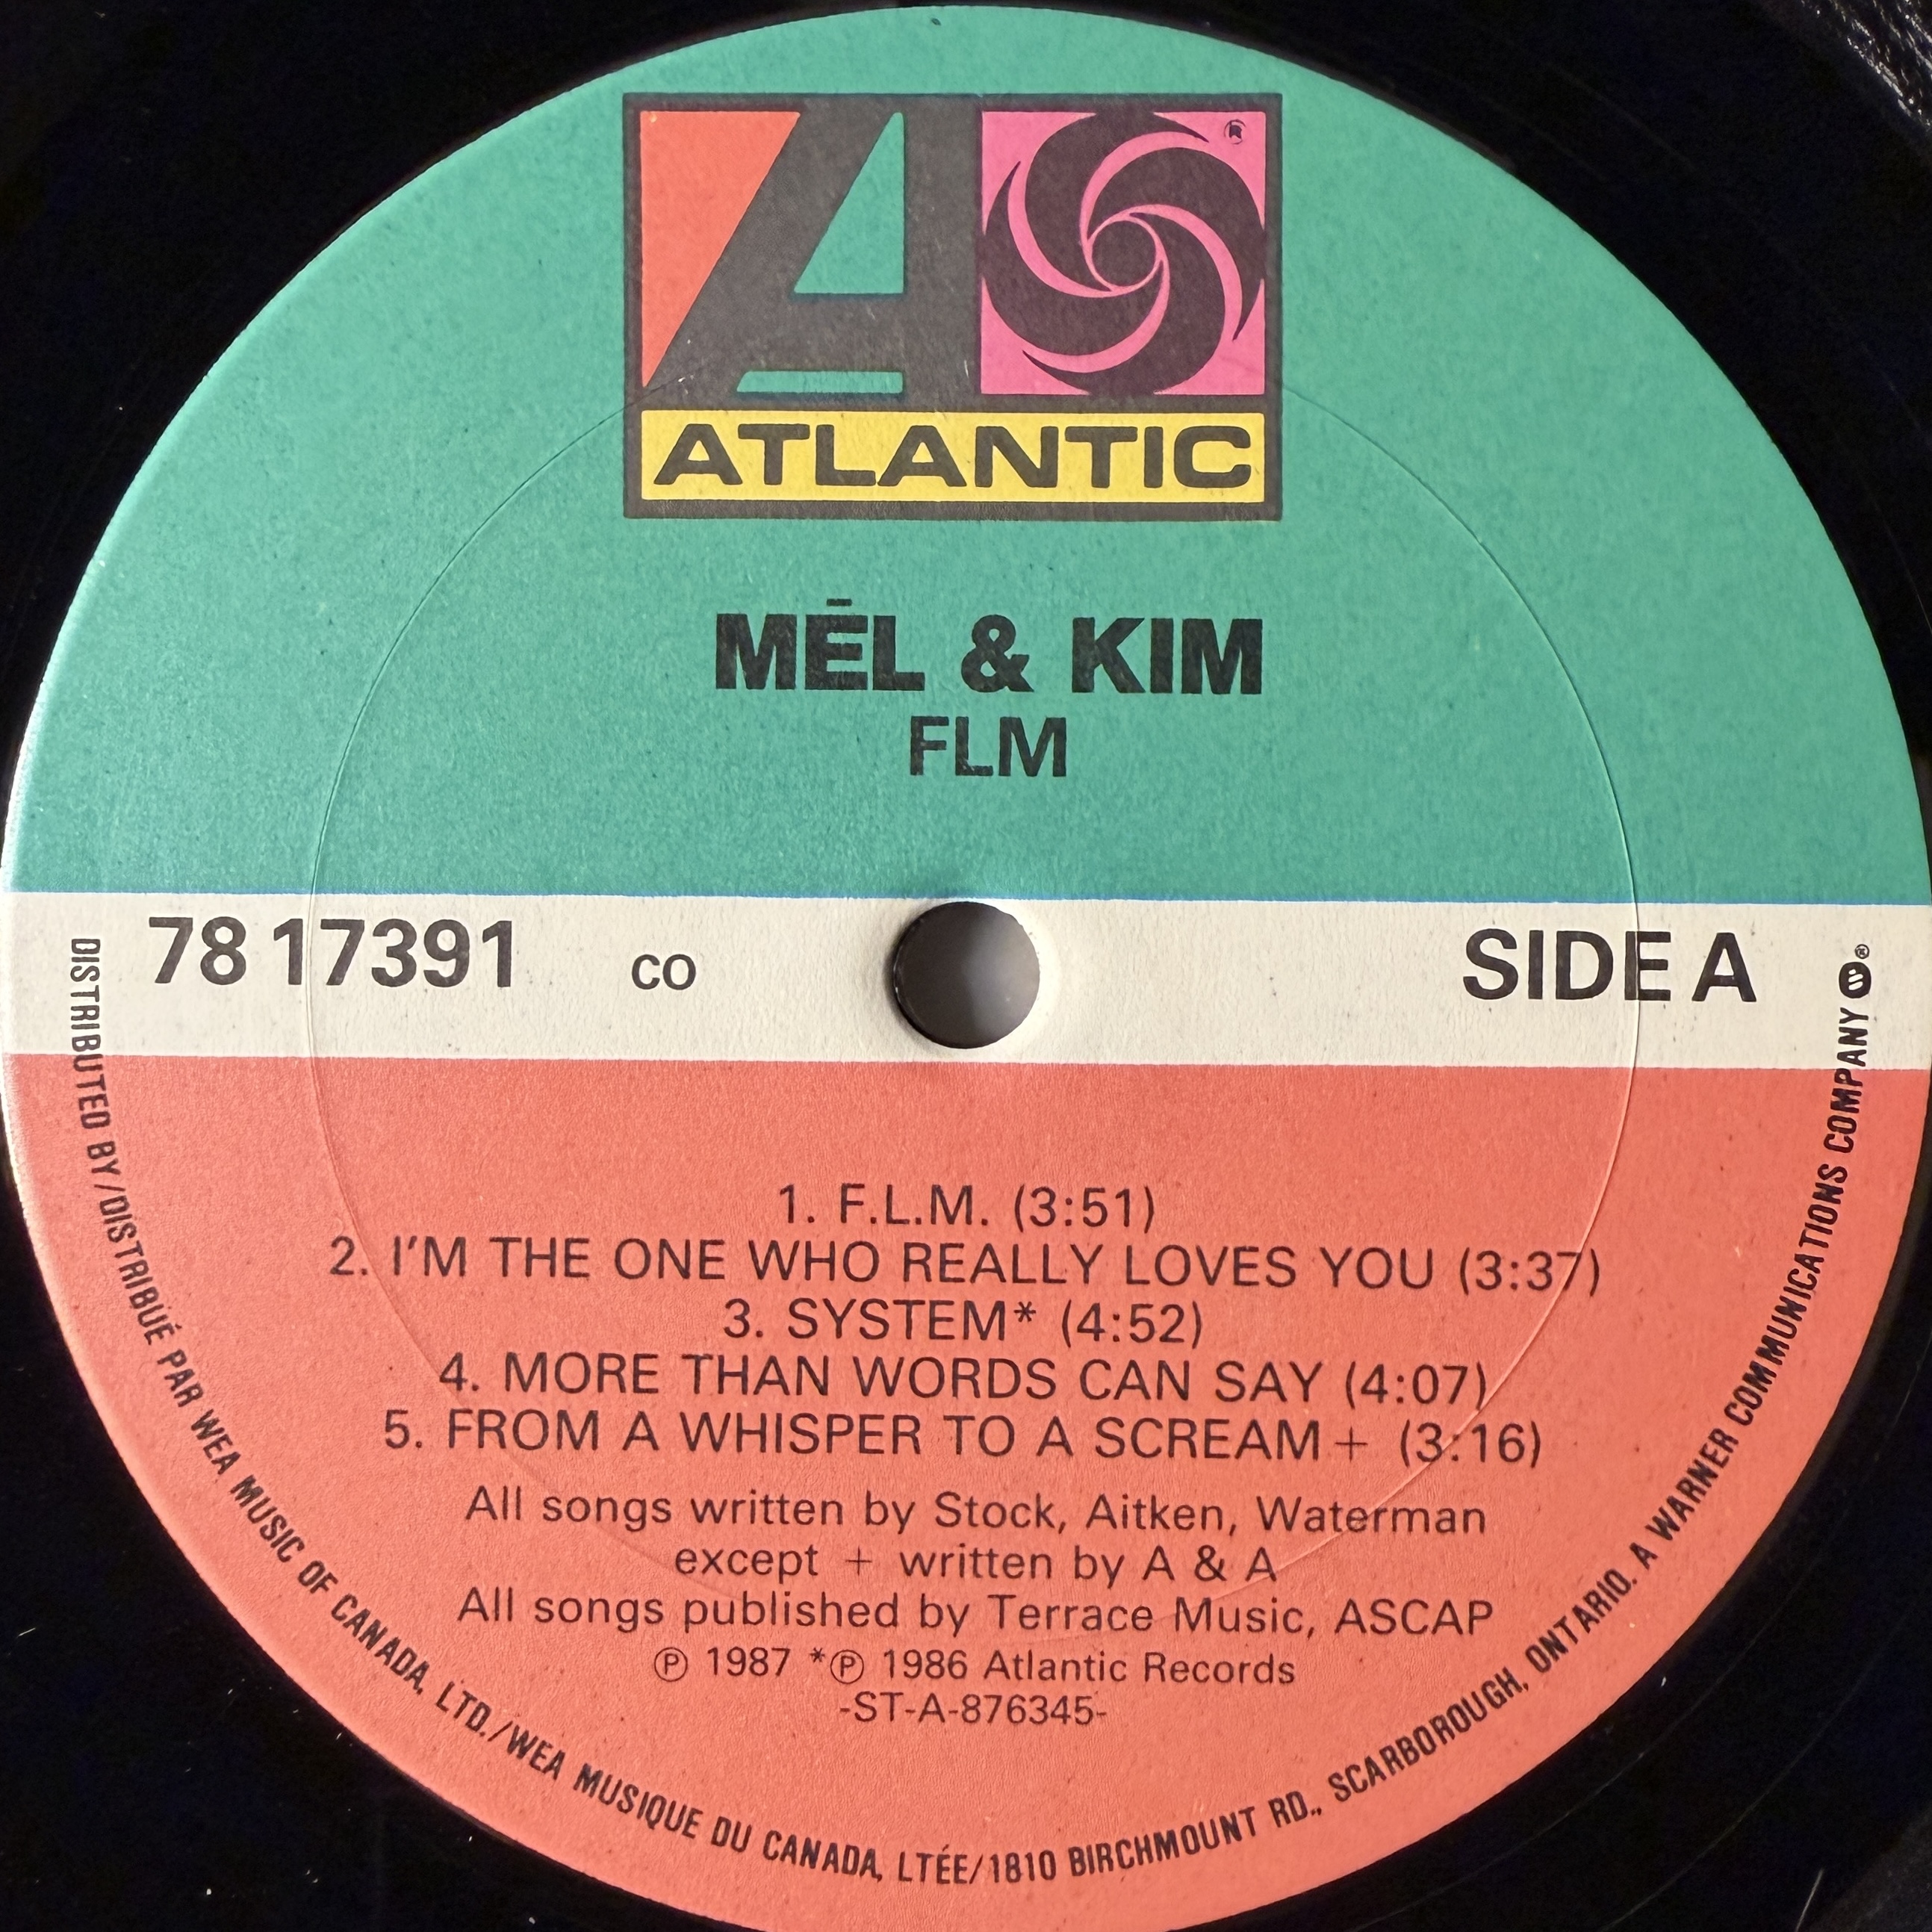 ATLANTIC
MĒL & KIM
FLM
78 17391 CO
SIDE A
1. F.L.M. (3:51)
2. I'M THE ONE WHO REALLY LOVES YOU (3:37)
3. SYSTEM* (4:52)
4. MORE THAN WORDS CAN SAY (4:07)
5. FROM A WHISPER TO A SCREAM + (3:16)
All songs written by Stock, Aitken, Waterman
except + written by A & A
All songs published by Terrace Music, ASCAP
℗ 1987 *℗ 1986 Atlantic Records
-ST-A-876345-
DISTRIBUTED BY/DISTRIBUÉ PAR WEA MUSIC OF CANADA, LTD./WEA MUSIQUE DU CANADA, LTÉE/1810 BIRCHMOUNT RD., SCARBOROUGH, ONTARIO. A WARNER COMMUNICATIONS COMPANY ®